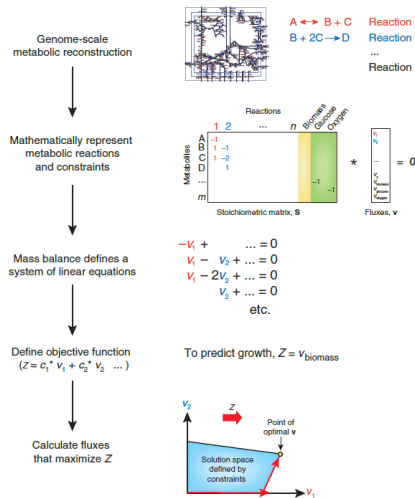 Genome-scale
metabolic reconstruction
A ↔ B + C Reaction
B + 2C → D Reaction
...
Reaction
Mathematically represent
metabolic reactions
and constraints
Reactions
1 2 ... n Biomass Glucose Oxygen
Metabolites
A −1
B 1 −1
C 1 −2
D 1
... −1
m −1
Stoichiometric matrix, S
*
v₁
v₂
...
vₙ
v_biomass
v_glucose
v_oxygen
= 0
Fluxes, v
Mass balance defines a
system of linear equations
−v₁ + ... = 0
v₁ − v₂ + ... = 0
v₁ − 2v₂ + ... = 0
v₂ + ... = 0
etc.
Define objective function
(Z = c₁* v₁ + c₂* v₂ ...)
To predict growth, Z = v_biomass
Calculate fluxes
that maximize Z
v₂
Z
Point of
optimal v
Solution space
defined by
constraints
v₁